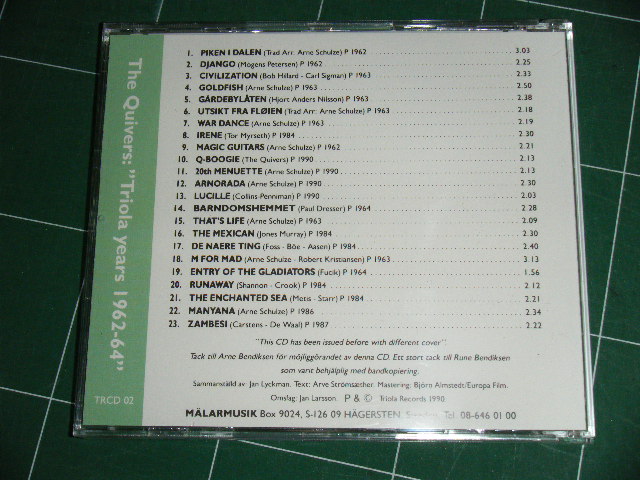 The Quivers: "Triola years 1962-64"
TRCD 02
1. PIKEN I DALEN (Trad Arr: Arne Schulze) P 1962 3.03
2. DJANGO (Mogens Petersen) P 1962 2.25
3. CIVILIZATION (Bob Hillard - Carl Sigman) P 1963 2.33
4. GOLDFISH (Arne Schulze) P 1963 2.50
5. GÅRDEBYLÅTEN (Hjort Anders Nilsson) P 1963 2.38
6. UTSIKT FRA FLØIEN (Trad Arr: Arne Schulze) P 1963 2.18
7. WAR DANCE (Arne Schulze) P 1963 2.19
8. IRENE (Tor Myrseth) P 1984 2.30
9. MAGIC GUITARS (Arne Schulze) P 1962 2.21
10. Q-BOOGIE (The Quivers) P 1990 2.13
11. 20th MENUETTE (Arne Schulze) P 1990 2.13
12. ARNORADA (Arne Schulze) P 1990 2.30
13. LUCILLE (Collins-Penniman) P 1990 2.03
14. BARNDOMSHEMMET (Paul Dresser) P 1964 2.28
15. THAT'S LIFE (Arne Schulze) P 1963 2.09
16. THE MEXICAN (Jones Murray) P 1984 2.30
17. DE NAERE TING (Foss - Böe - Aasen) P 1984 2.40
18. M FOR MAD (Arne Schulze - Robert Kristiansen) P 1963 3.13
19. ENTRY OF THE GLADIATORS (Futik) P 1964 1.56
20. RUNAWAY (Shannon - Crook) P 1984 2.12
21. THE ENCHANTED SEA (Metis - Starr) P 1984 2.21
22. MANYANA (Arne Schulze) P 1986 2.34
23. ZAMBESI (Carstens - De Waal) P 1987 2.22
"This CD has been issued before with different cover"
Tack till Arne Bendiksen för möjliggörandet av denna CD. Ett stort tack till Rune Bendiksen
som varit behjälplig med bandkopiering.
Sammanställd av: Jan Lyckman. Text: Arve Strömsæther. Mastering: Björn Almstedt/Europa Film.
Omslag: Jan Larsson. P & © Triola Records 1990.
MÄLARMUSIK Box 9024, S-126 09 HÄGERSTEN, Sweden, Tel. 08-646 01 00